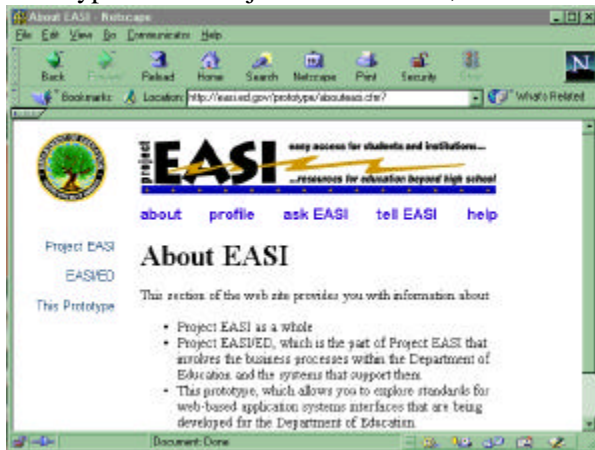 About EASI - Netscape
File Edit View Go Communicator Help
Back Forward Reload Home Search Netscape Print Security Stop
Bookmarks Location: http://easi.ed.gov/prototype/abouteasi.cfm? What's Related
project EASI
easy access for students and institutions...
...resources for education beyond high school
about profile ask EASI tell EASI help
Project EASI
EASI/ED
This Prototype
About EASI
This section of the web site provides you with information about
• Project EASI as a whole
• Project EASI/ED, which is the part of Project EASI that
involves the business processes within the Department of
Education and the systems that support them.
• This prototype, which allows you to explore standards for
web-based application systems interfaces that are being
developed for the Department of Education.
Document: Done